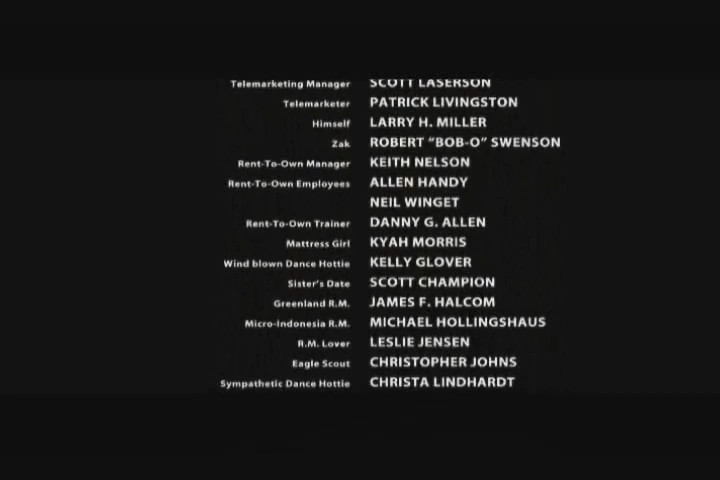 Telemarketing Manager SCOTT LASERSON
Telemarketer PATRICK LIVINGSTON
Himself LARRY H. MILLER
Zak ROBERT “BOB-O” SWENSON
Rent-To-Own Manager KEITH NELSON
Rent-To-Own Employees ALLEN HANDY
NEIL WINGET
Rent-To-Own Trainer DANNY G. ALLEN
Mattress Girl KYAH MORRIS
Wind blown Dance Hottie KELLY GLOVER
Sister's Date SCOTT CHAMPION
Greenland R.M. JAMES F. HALCOM
Micro-Indonesia R.M. MICHAEL HOLLINGSHAUS
R.M. Lover LESLIE JENSEN
Eagle Scout CHRISTOPHER JOHNS
Sympathetic Dance Hottie CHRISTA LINDHARDT